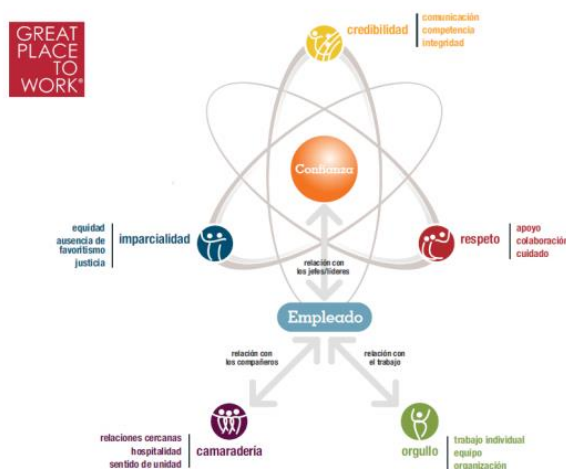 GREAT
PLACE
TO
WORK®
credibilidad
comunicación
competencia
integridad
Confianza
equidad
ausencia de
favoritismo
justicia
imparcialidad
respeto
apoyo
colaboración
cuidado
relación con
los jefes/líderes
Empleado
relación con
los compañeros
relación con
el trabajo
relaciones cercanas
hospitalidad
sentido de unidad
camaradería
orgullo
trabajo individual
equipo
organización